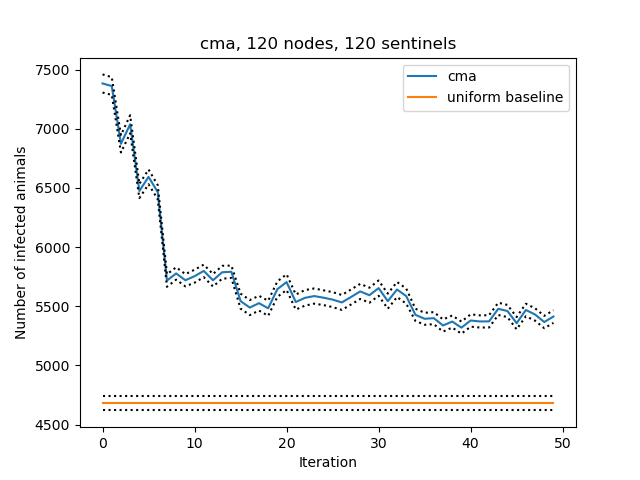 cma, 120 nodes, 120 sentinels
cma
uniform baseline
Number of infected animals
7500
7000
6500
6000
5500
5000
4500
0 10 20 30 40 50
Iteration